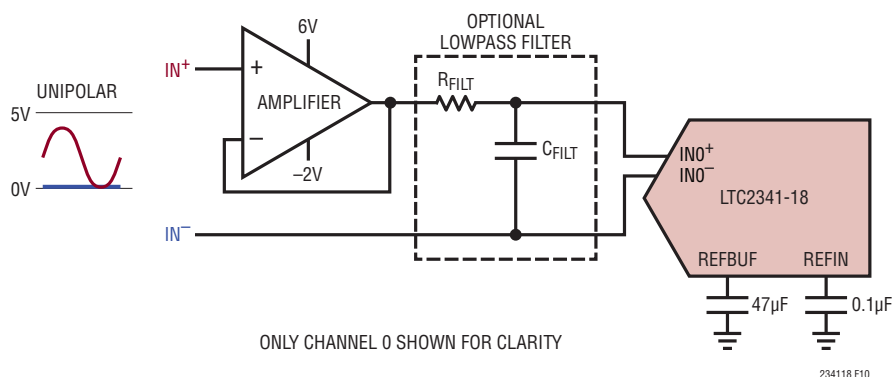 OPTIONAL
LOWPASS FILTER
6V
IN+
+
AMPLIFIER
–
–2V
RFILT
CFILT
UNIPOLAR
5V
0V
IN0+
IN0–
LTC2341-18
REFBUF
REFIN
IN–
47µF
0.1µF
ONLY CHANNEL 0 SHOWN FOR CLARITY
234118 F10